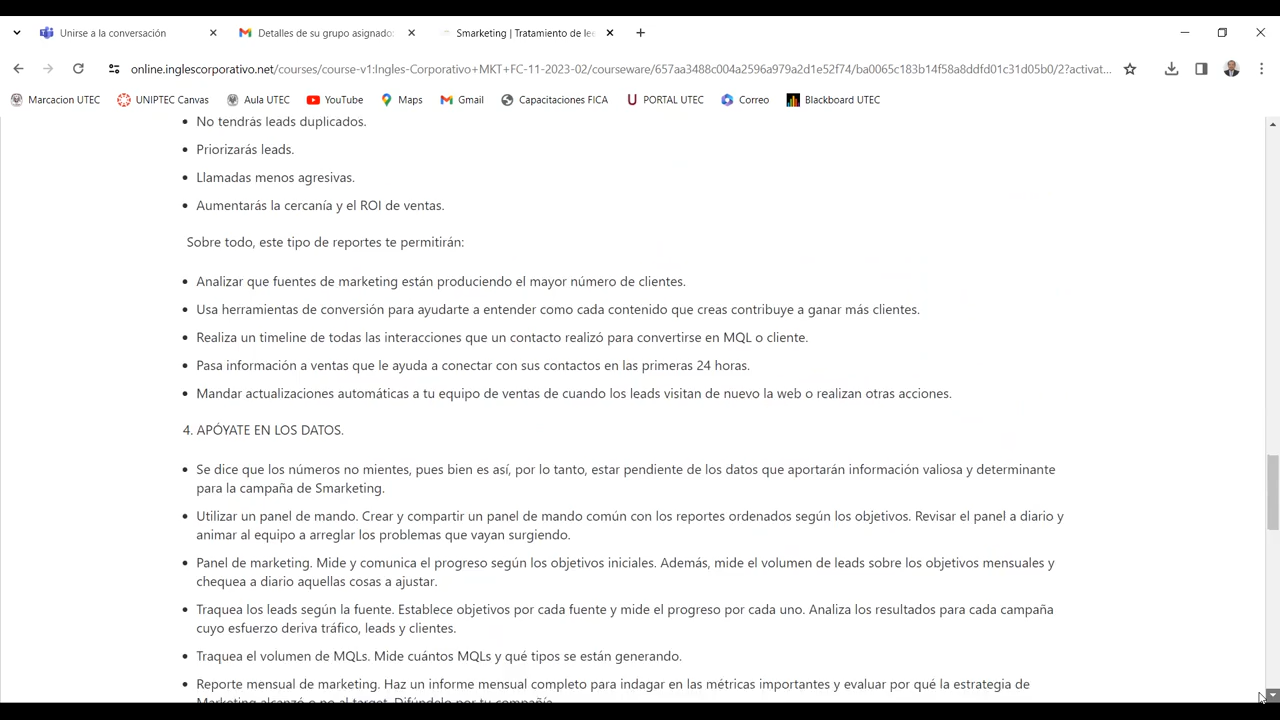 Unirse a la conversación
Detalles de su grupo asignado:
Smarketing | Tratamiento de le
online.inglescorporativo.net/courses/course-v1:Ingles-Corporativo+MKT+FC-11-2023-02/courseware/657aa3488c004a2596a979a2d1e52f74/ba0065c183b14f58a8ddfd01c31d05b0/2?activat...
Marcacion UTEC
UNIPTEC Canvas
Aula UTEC
YouTube
Maps
Gmail
Capacitaciones FICA
PORTAL UTEC
Correo
Blackboard UTEC
• No tendrás leads duplicados.
• Priorizarás leads.
• Llamadas menos agresivas.
• Aumentarás la cercanía y el ROI de ventas.
Sobre todo, este tipo de reportes te permitirán:
• Analizar que fuentes de marketing están produciendo el mayor número de clientes.
• Usa herramientas de conversión para ayudarte a entender como cada contenido que creas contribuye a ganar más clientes.
• Realiza un timeline de todas las interacciones que un contacto realizó para convertirse en MQL o cliente.
• Pasa información a ventas que le ayuda a conectar con sus contactos en las primeras 24 horas.
• Mandar actualizaciones automáticas a tu equipo de ventas de cuando los leads visitan de nuevo la web o realizan otras acciones.
4. APÓYATE EN LOS DATOS.
• Se dice que los números no mientes, pues bien es así, por lo tanto, estar pendiente de los datos que aportarán información valiosa y determinante
para la campaña de Smarketing.
• Utilizar un panel de mando. Crear y compartir un panel de mando común con los reportes ordenados según los objetivos. Revisar el panel a diario y
animar al equipo a arreglar los problemas que vayan surgiendo.
• Panel de marketing. Mide y comunica el progreso según los objetivos iniciales. Además, mide el volumen de leads sobre los objetivos mensuales y
chequea a diario aquellas cosas a ajustar.
• Traquea los leads según la fuente. Establece objetivos por cada fuente y mide el progreso por cada uno. Analiza los resultados para cada campaña
cuyo esfuerzo deriva tráfico, leads y clientes.
• Traquea el volumen de MQLs. Mide cuántos MQLs y qué tipos se están generando.
• Reporte mensual de marketing. Haz un informe mensual completo para indagar en las métricas importantes y evaluar por qué la estrategia de
Marketing alcanzó o no al target. Difúndelo por tu compañía.